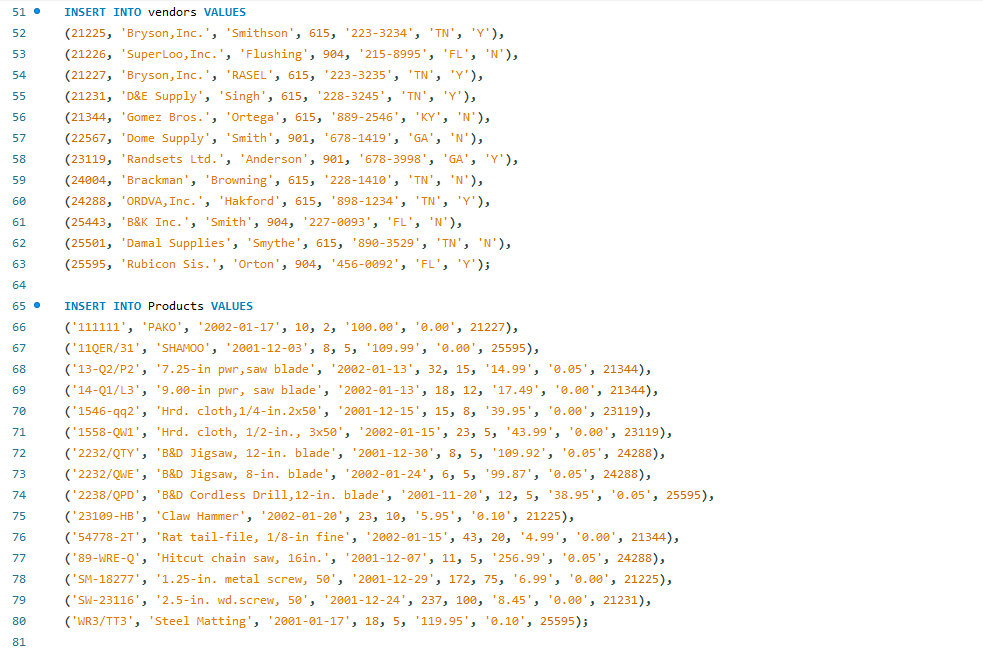 51 INSERT INTO vendors VALUES
52 (21225, 'Bryson,Inc.', 'Smithson', 615, '223-3234', 'TN', 'Y'),
53 (21226, 'SuperLoo,Inc.', 'Flushing', 904, '215-8995', 'FL', 'N'),
54 (21227, 'Bryson,Inc.', 'RASEL', 615, '223-3235', 'TN', 'Y'),
55 (21231, 'D&E Supply', 'Singh', 615, '228-3245', 'TN', 'Y'),
56 (21344, 'Gomez Bros.', 'Ortega', 615, '889-2546', 'KY', 'N'),
57 (22567, 'Dome Supply', 'Smith', 901, '678-1419', 'GA', 'N'),
58 (23119, 'Randsets Ltd.', 'Anderson', 901, '678-3998', 'GA', 'Y'),
59 (24004, 'Brackman', 'Browning', 615, '228-1410', 'TN', 'N'),
60 (24288, 'ORDVA,Inc.', 'Hakford', 615, '898-1234', 'TN', 'Y'),
61 (25443, 'B&K Inc.', 'Smith', 904, '227-0093', 'FL', 'N'),
62 (25501, 'Damal Supplies', 'Smythe', 615, '890-3529', 'TN', 'N'),
63 (25595, 'Rubicon Sis.', 'Orton', 904, '456-0092', 'FL', 'Y');
64
65 INSERT INTO Products VALUES
66 ('111111', 'PAKO', '2002-01-17', 10, 2, '100.00', '0.00', 21227),
67 ('11QER/31', 'SHAMOO', '2001-12-03', 8, 5, '109.99', '0.00', 25595),
68 ('13-Q2/P2', '7.25-in pwr,saw blade', '2002-01-13', 32, 15, '14.99', '0.05', 21344),
69 ('14-Q1/L3', '9.00-in pwr, saw blade', '2002-01-13', 18, 12, '17.49', '0.00', 21344),
70 ('1546-qq2', 'Hrd. cloth,1/4-in.2x50', '2001-12-15', 15, 8, '39.95', '0.00', 23119),
71 ('1558-QW1', 'Hrd. cloth, 1/2-in., 3x50', '2002-01-15', 23, 5, '43.99', '0.00', 23119),
72 ('2232/QTY', 'B&D Jigsaw, 12-in. blade', '2001-12-30', 8, 5, '109.92', '0.05', 24288),
73 ('2232/QWE', 'B&D Jigsaw, 8-in. blade', '2002-01-24', 6, 5, '99.87', '0.05', 24288),
74 ('2238/QPD', 'B&D Cordless Drill,12-in. blade', '2001-11-20', 12, 5, '38.95', '0.05', 25595),
75 ('23109-HB', 'Claw Hammer', '2002-01-20', 23, 10, '5.95', '0.10', 21225),
76 ('54778-2T', 'Rat tail-file, 1/8-in fine', '2002-01-15', 43, 20, '4.99', '0.00', 21344),
77 ('89-WRE-Q', 'Hitcut chain saw, 16in.', '2001-12-07', 11, 5, '256.99', '0.05', 24288),
78 ('SM-18277', '1.25-in. metal screw, 50', '2001-12-29', 172, 75, '6.99', '0.00', 21225),
79 ('SW-23116', '2.5-in. wd.screw, 50', '2001-12-24', 237, 100, '8.45', '0.00', 21231),
80 ('WR3/TT3', 'Steel Matting', '2001-01-17', 18, 5, '119.95', '0.10', 25595);
81